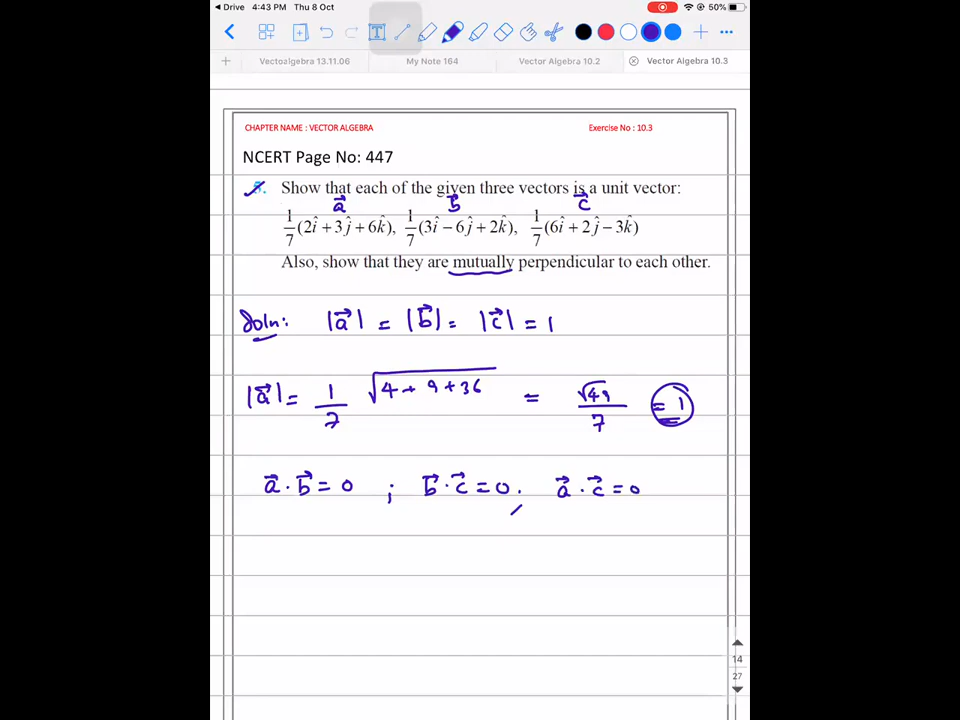 Drive 4:43 PM Thu 8 Oct 50%
T
Vectoalgebra 13.11.06 My Note 164 Vector Algebra 10.2 Vector Algebra 10.3
CHAPTER NAME : VECTOR ALGEBRA Exercise No : 10.3
NCERT Page No: 447
5. Show that each of the given three vectors is a unit vector:
a⃗ b⃗ c⃗
1/7(2î + 3ĵ + 6k̂), 1/7(3î − 6ĵ + 2k̂), 1/7(6î + 2ĵ − 3k̂)
Also, show that they are mutually perpendicular to each other.
Soln: |a⃗| = |b⃗| = |c⃗| = 1
|a⃗| = 1/7 √(4 + 9 + 36) = √49/7 = 1
a⃗ · b⃗ = 0 ; b⃗ · c⃗ = 0. a⃗ · c⃗ = 0
14
27